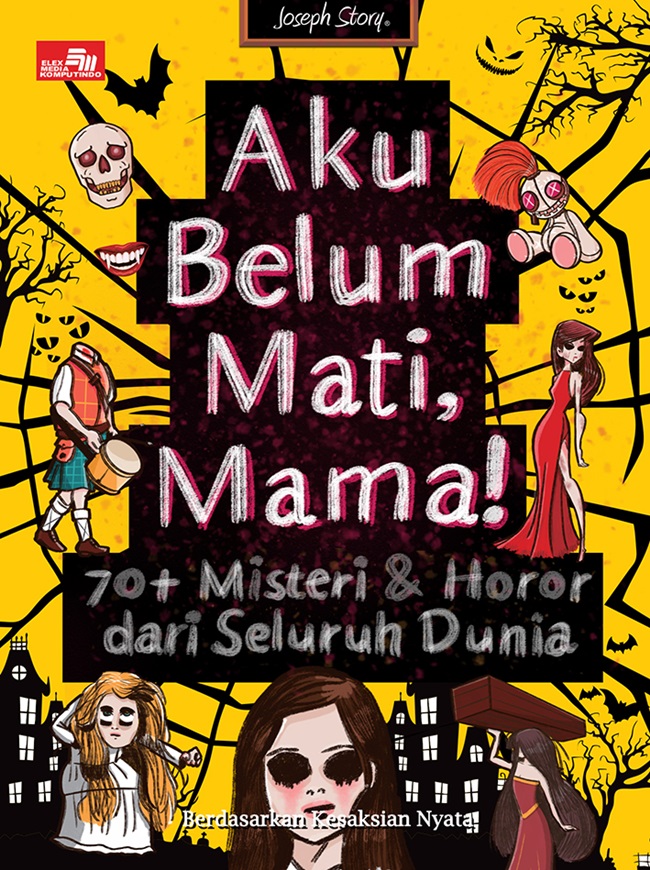 Joseph Story®
ELEX
MEDIA
KOMPUTINDO
Aku
Belum
Mati,
Mama!
70+ Misteri & Horor
dari Seluruh Dunia
Berdasarkan Kesaksian Nyata